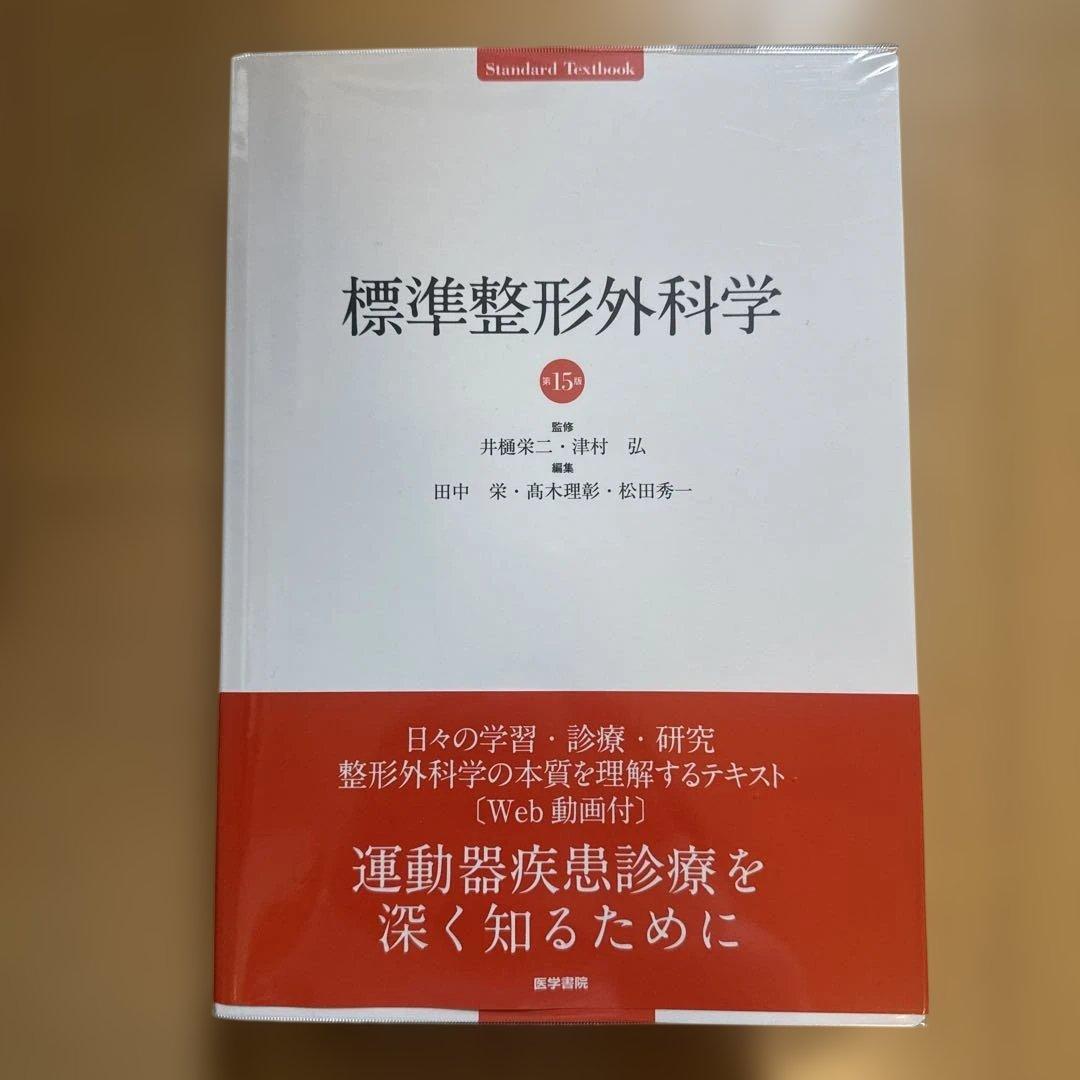 Standard Textbook
標準整形外科学
第15版
監修
井樋栄二・津村　弘
編集
田中　栄・髙木理彰・松田秀一
日々の学習・診療・研究
整形外科学の本質を理解するテキスト
〔Web動画付〕
運動器疾患診療を
深く知るために
医学書院